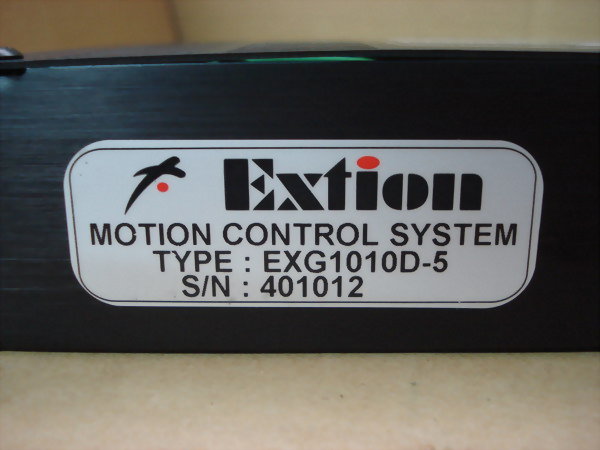 Extion
MOTION CONTROL SYSTEM
TYPE : EXG1010D-5
S/N : 401012